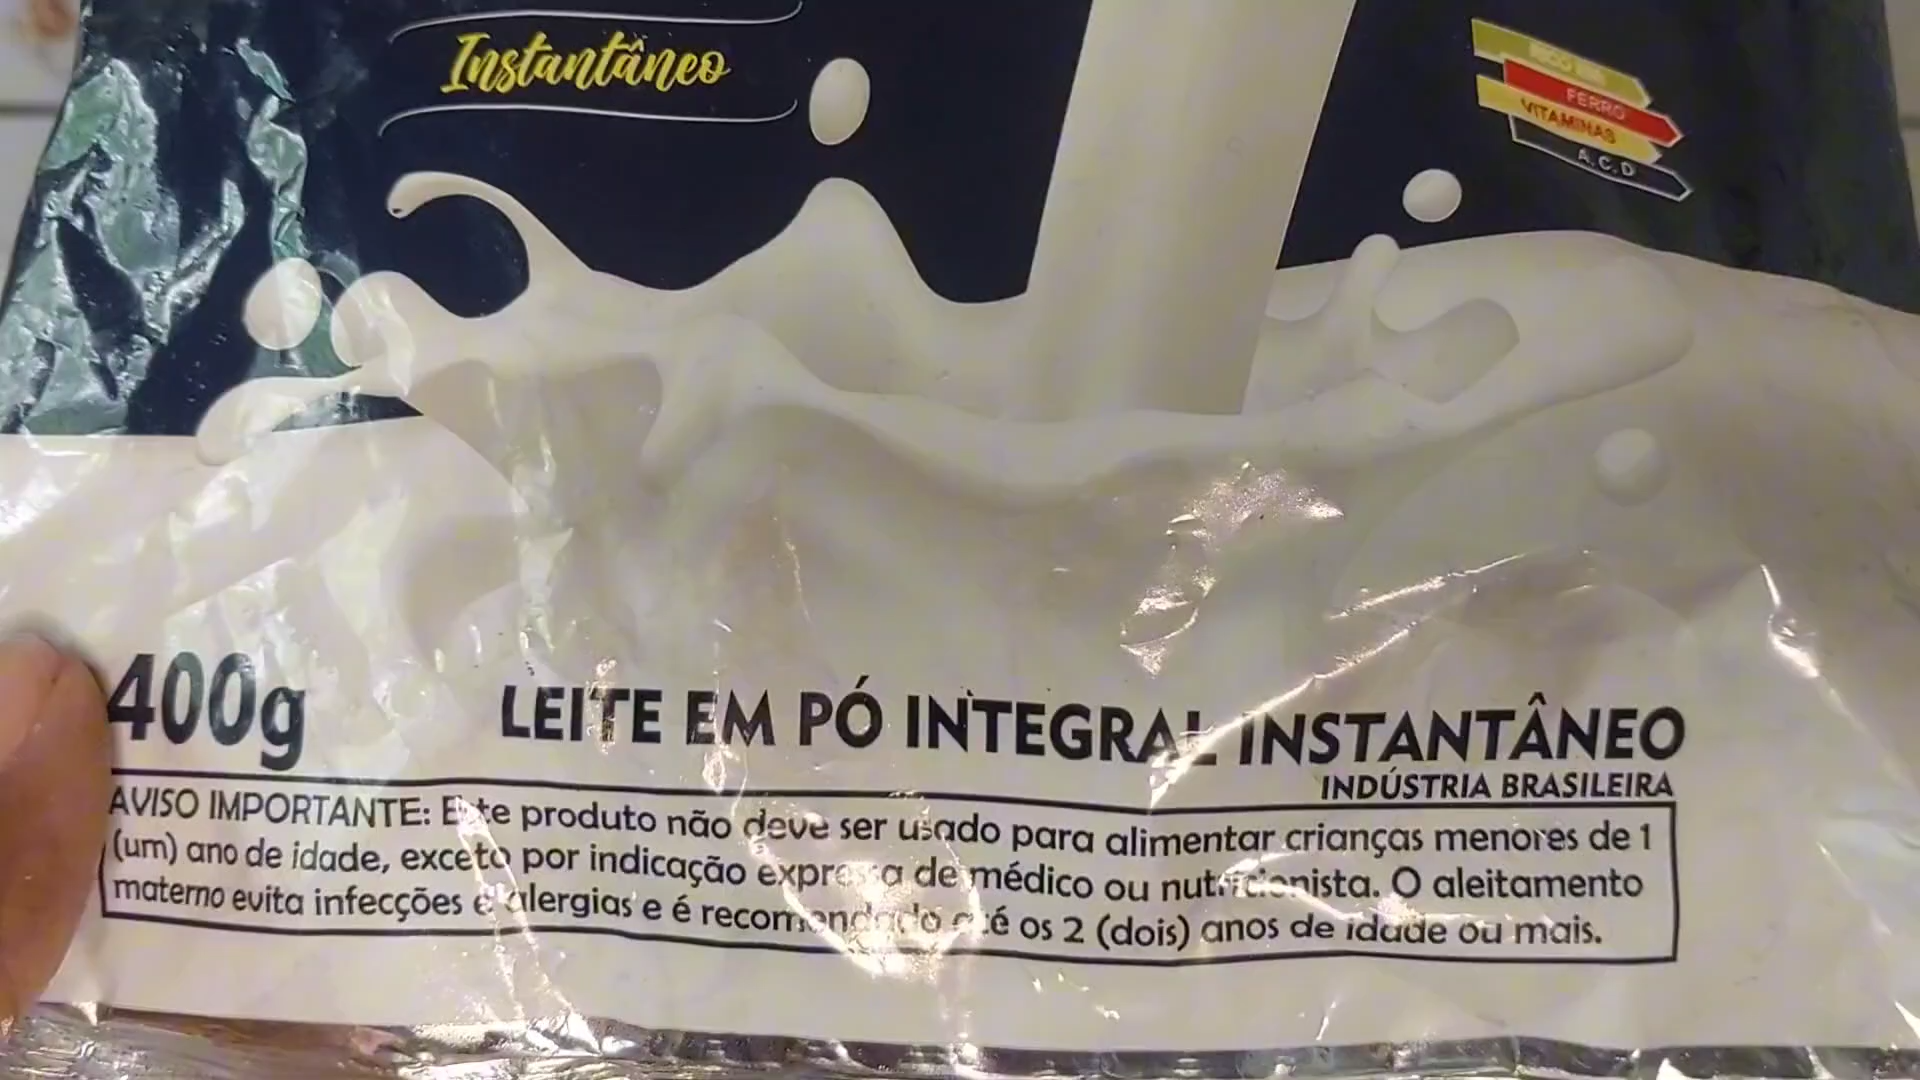 Instantâneo
RICO EM
FERRO
VITAMINAS
A, C, D
400g
LEITE EM PÓ INTEGRAL INSTANTÂNEO
INDÚSTRIA BRASILEIRA
AVISO IMPORTANTE: Este produto não deve ser usado para alimentar crianças menores de 1
(um) ano de idade, exceto por indicação expressa de médico ou nutricionista. O aleitamento
materno evita infecções e alergias e é recomendado até os 2 (dois) anos de idade ou mais.